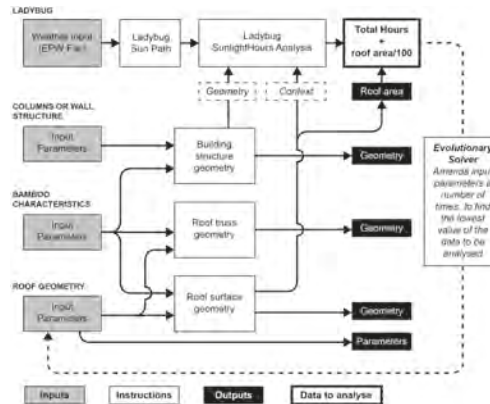 LADYBUG
Weather input
(EPW File)
Ladybug
Sun Path
Ladybug
SunlightHours Analysis
Total Hours
+
roof area/100
Geometry
Context
Roof area
COLUMNS OR WALL
STRUCTURE
Input
Parameters
Building
structure
geometry
Geometry
Evolutionary
Solver
Amends input
parameters a
number of
times, to find
the lowest
value of the
data to be
analysed
BAMBOO
CHARACTERISTICS
Input
Parameters
Roof truss
geometry
Geometry
ROOF GEOMETRY
Input
Parameters
Roof surface
geometry
Geometry
Parameters
Inputs
Instructions
Outputs
Data to analyse